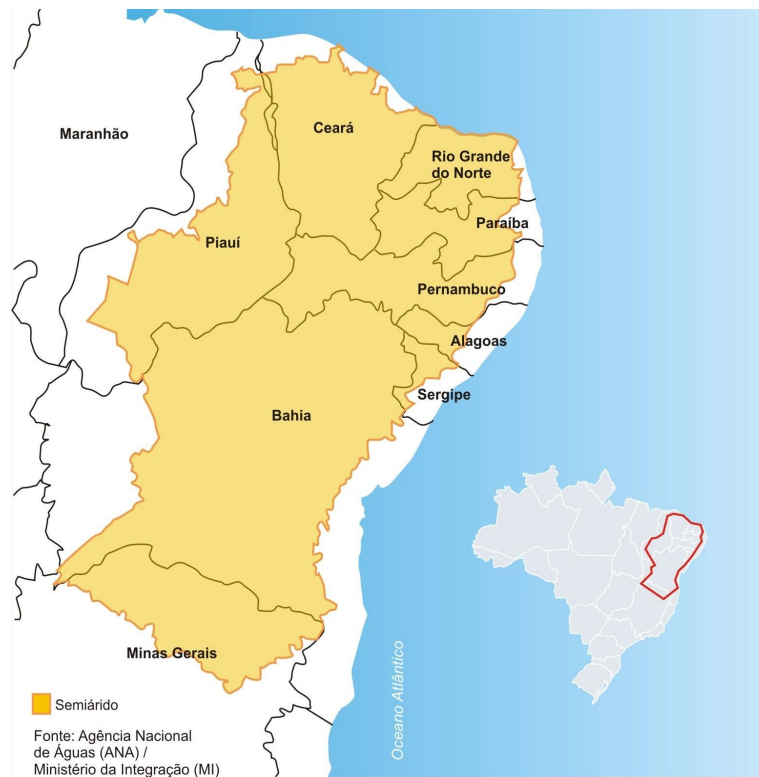 Maranhão
Ceará
Rio Grande
do Norte
Paraíba
Piauí
Pernambuco
Alagoas
Sergipe
Bahia
Minas Gerais
Oceano Atlântico
Semiárido
Fonte: Agência Nacional
de Águas (ANA) /
Ministério da Integração (MI)